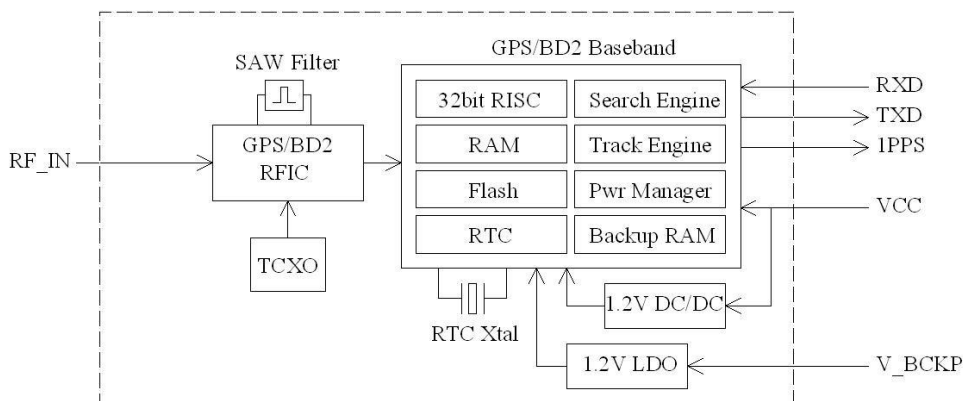 GPS/BD2 Baseband
SAW Filter
32bit RISC
Search Engine
RXD
TXD
GPS/BD2
RFIC
RAM
Track Engine
1PPS
RF_IN
Flash
Pwr Manager
VCC
RTC
Backup RAM
TCXO
1.2V DC/DC
RTC Xtal
1.2V LDO
V_BCKP